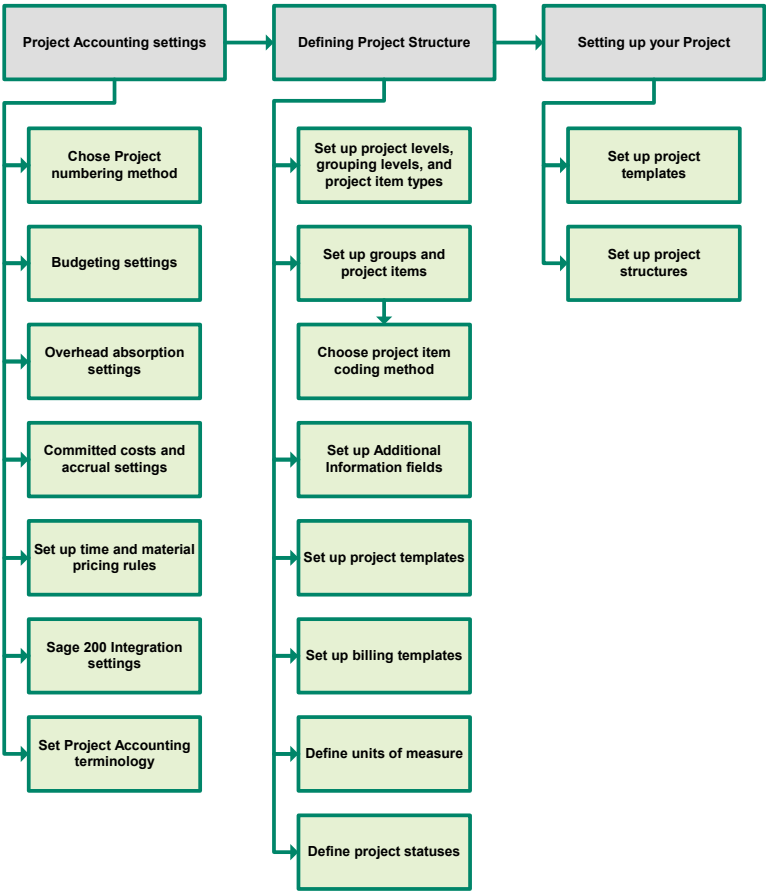 Project Accounting settings
Defining Project Structure
Setting up your Project
Chose Project
numbering method
Budgeting settings
Overhead absorption
settings
Committed costs and
accrual settings
Set up time and material
pricing rules
Sage 200 Integration
settings
Set Project Accounting
terminology
Set up project levels,
grouping levels, and
project item types
Set up groups and
project items
Choose project item
coding method
Set up Additional
Information fields
Set up project templates
Set up billing templates
Define units of measure
Define project statuses
Set up project
templates
Set up project
structures